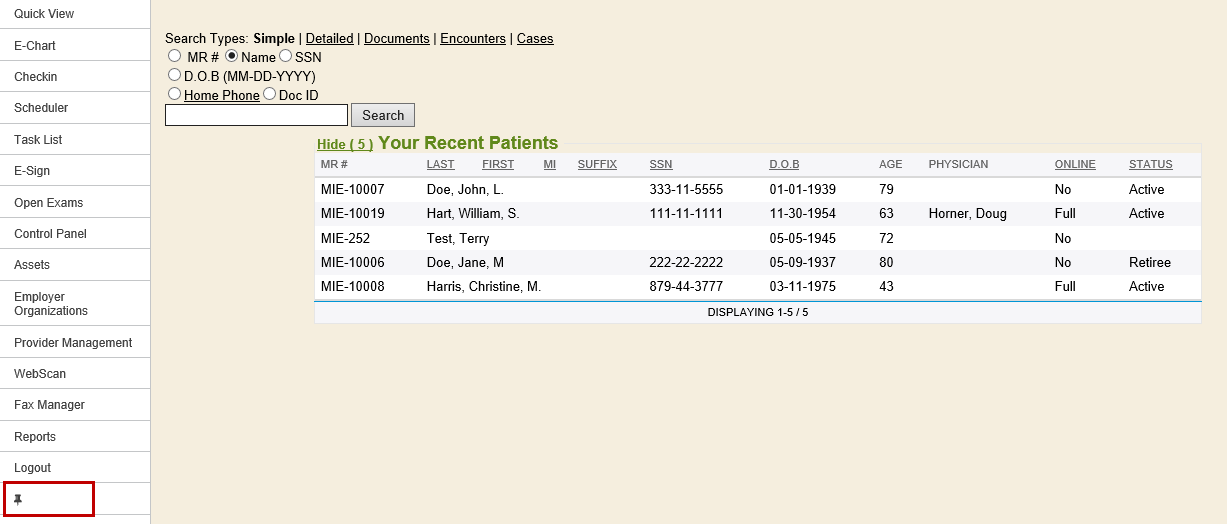 Quick View
E-Chart
Checkin
Scheduler
Task List
E-Sign
Open Exams
Control Panel
Assets
Employer
Organizations
Provider Management
WebScan
Fax Manager
Reports
Logout
Search Types: Simple | Detailed | Documents | Encounters | Cases
MR # Name SSN
D.O.B (MM-DD-YYYY)
Home Phone Doc ID
Search
Hide ( 5 ) Your Recent Patients
MR # LAST FIRST MI SUFFIX SSN D.O.B AGE PHYSICIAN ONLINE STATUS
MIE-10007 Doe, John, L. 333-11-5555 01-01-1939 79 No Active
MIE-10019 Hart, William, S. 111-11-1111 11-30-1954 63 Horner, Doug Full Active
MIE-252 Test, Terry 05-05-1945 72 No
MIE-10006 Doe, Jane, M 222-22-2222 05-09-1937 80 No Retiree
MIE-10008 Harris, Christine, M. 879-44-3777 03-11-1975 43 Full Active
DISPLAYING 1-5 / 5